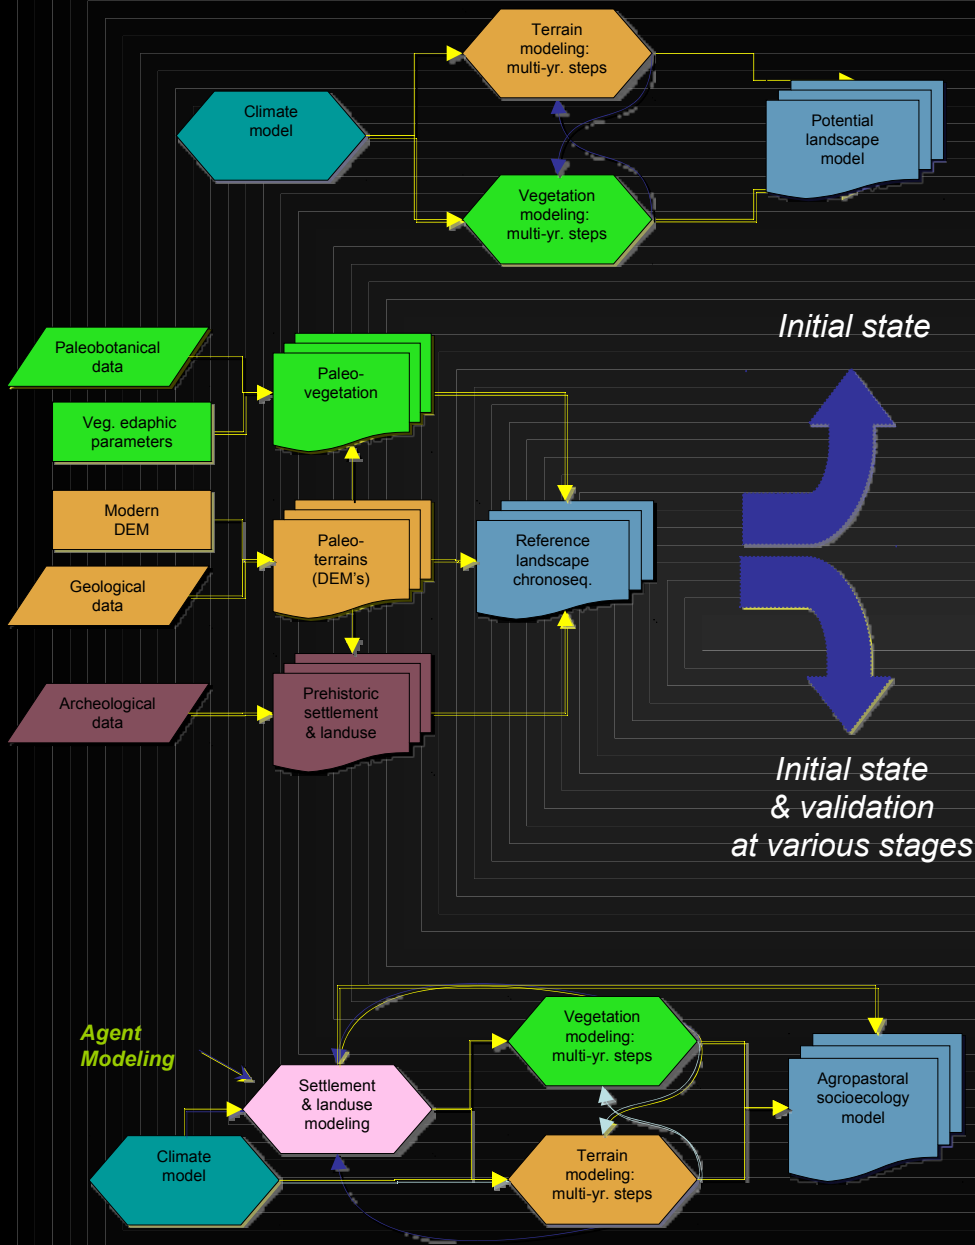 Terrain
modeling:
multi-yr. steps
Climate
model
Potential
landscape
model
Vegetation
modeling:
multi-yr. steps
Initial state
Paleobotanical
data
Paleo-
vegetation
Veg. edaphic
parameters
Modern
DEM
Paleo-
terrains
(DEM's)
Reference
landscape
chronoseq.
Geological
data
Archeological
data
Prehistoric
settlement
& landuse
Initial state
& validation
at various stages
Agent
Modeling
Vegetation
modeling:
multi-yr. steps
Settlement
& landuse
modeling
Agropastoral
socioecology
model
Climate
model
Terrain
modeling:
multi-yr. steps